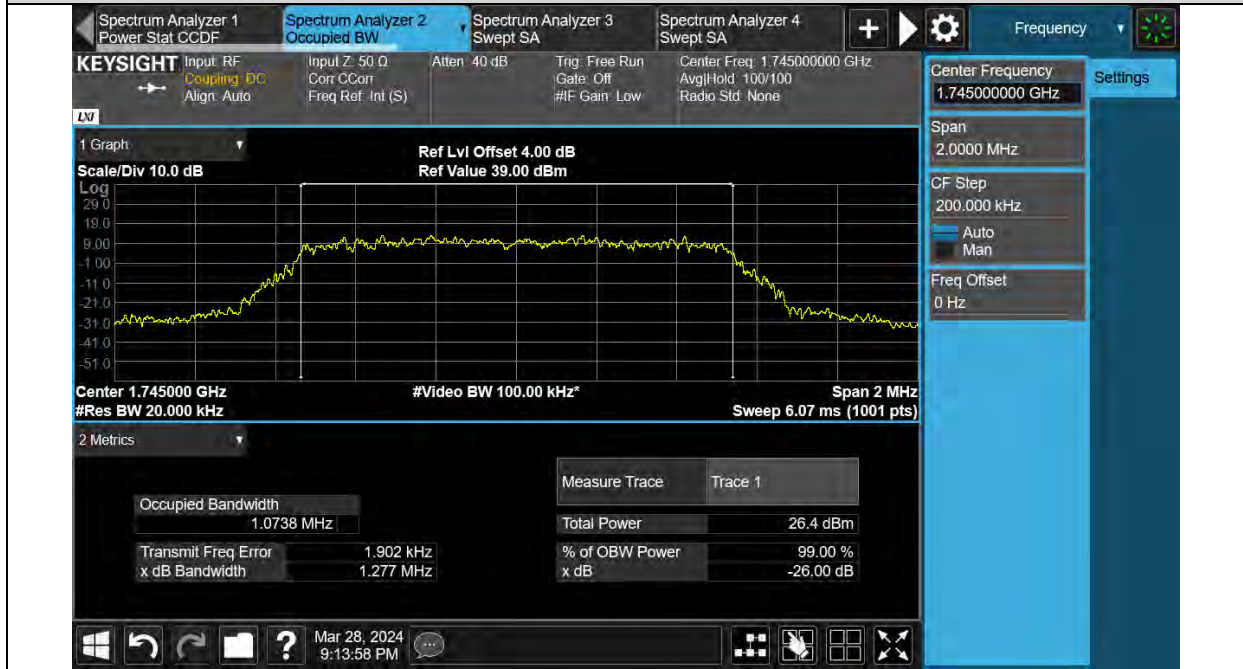 Spectrum Analyzer 1
Power Stat CCDF
Spectrum Analyzer 2
Occupied BW
Spectrum Analyzer 3
Swept SA
Spectrum Analyzer 4
Swept SA
Frequency
KEYSIGHT
Input: RF
Coupling: DC
Align: Auto
Input Z: 50 Ω
Corr CCorr
Freq Ref: Int (S)
Atten: 40 dB
Trig: Free Run
Gate: Off
#IF Gain: Low
Center Freq: 1.745000000 GHz
Avg|Hold: 100/100
Radio Std: None
LXI
Center Frequency
1.745000000 GHz
Settings
Span
2.0000 MHz
CF Step
200.000 kHz
Auto
Man
Freq Offset
0 Hz
1 Graph
Scale/Div 10.0 dB
Ref Lvl Offset 4.00 dB
Ref Value 39.00 dBm
Log
29.0
19.0
9.00
-1.00
-11.0
-21.0
-31.0
-41.0
-51.0
Center 1.745000 GHz
#Video BW 100.00 kHz*
Span 2 MHz
#Res BW 20.000 kHz
Sweep 6.07 ms (1001 pts)
2 Metrics
Measure Trace
Trace 1
Occupied Bandwidth
1.0738 MHz
Total Power
26.4 dBm
Transmit Freq Error
1.902 kHz
% of OBW Power
99.00 %
x dB Bandwidth
1.277 MHz
x dB
-26.00 dB
?
Mar 28, 2024
9:13:58 PM